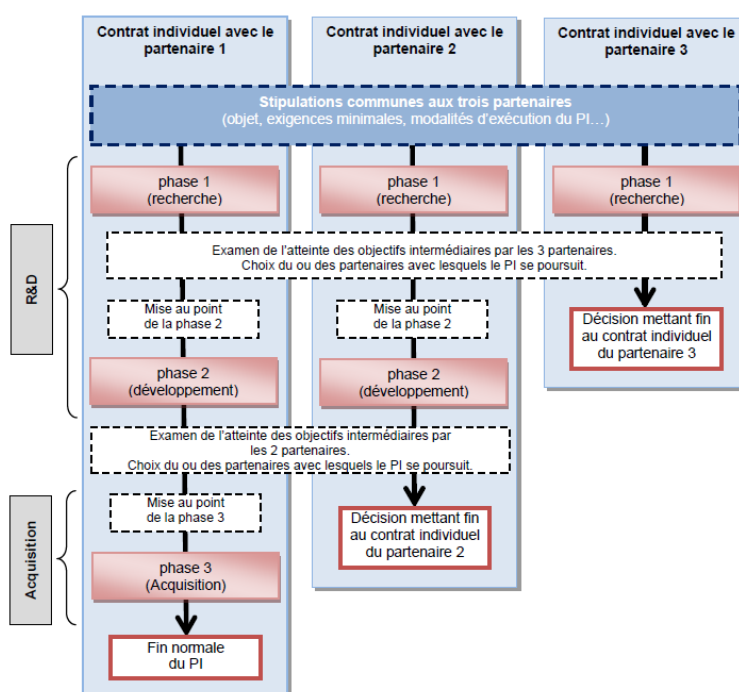 Contrat individuel avec le
partenaire 1
Contrat individuel avec le
partenaire 2
Contrat individuel avec le
partenaire 3
Stipulations communes aux trois partenaires
(objet, exigences minimales, modalités d'exécution du PI…)
R&D
phase 1
(recherche)
phase 1
(recherche)
phase 1
(recherche)
Examen de l'atteinte des objectifs intermédiaires par les 3 partenaires.
Choix du ou des partenaires avec lesquels le PI se poursuit.
Mise au point
de la phase 2
Mise au point
de la phase 2
Décision mettant fin
au contrat individuel
du partenaire 3
phase 2
(développement)
phase 2
(développement)
Examen de l'atteinte des objectifs intermédiaires par
les 2 partenaires.
Choix du ou des partenaires avec lesquels le PI se poursuit.
Acquisition
Mise au point
de la phase 3
Décision mettant fin
au contrat individuel
du partenaire 2
phase 3
(Acquisition)
Fin normale
du PI